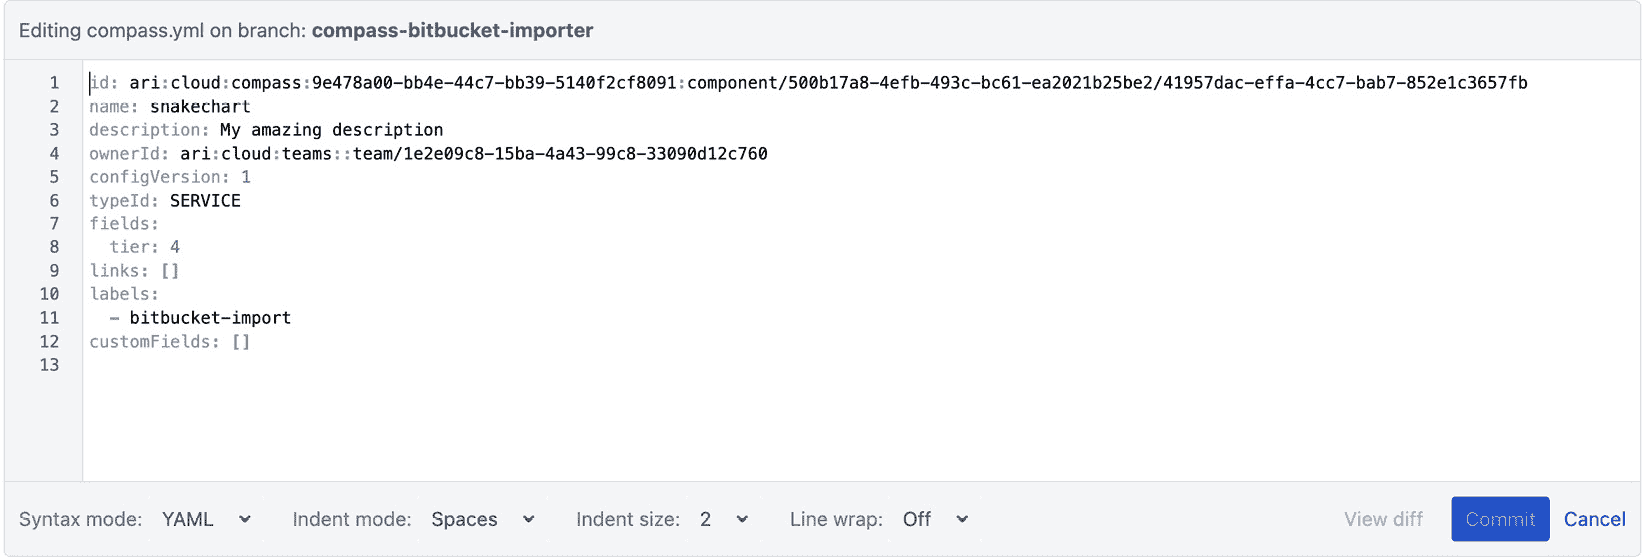 Editing compass.yml on branch: compass-bitbucket-importer
1 id: ari:cloud:compass:9e478a00-bb4e-44c7-bb39-5140f2cf8091:component/500b17a8-4efb-493c-bc61-ea2021b25be2/41957dac-effa-4cc7-bab7-852e1c3657fb
2 name: snakechart
3 description: My amazing description
4 ownerId: ari:cloud:teams::team/1e2e09c8-15ba-4a43-99c8-33090d12c760
5 configVersion: 1
6 typeId: SERVICE
7 fields:
8   tier: 4
9 links: []
10 labels:
11   - bitbucket-import
12 customFields: []
13
Syntax mode: YAML Indent mode: Spaces Indent size: 2 Line wrap: Off View diff Commit Cancel